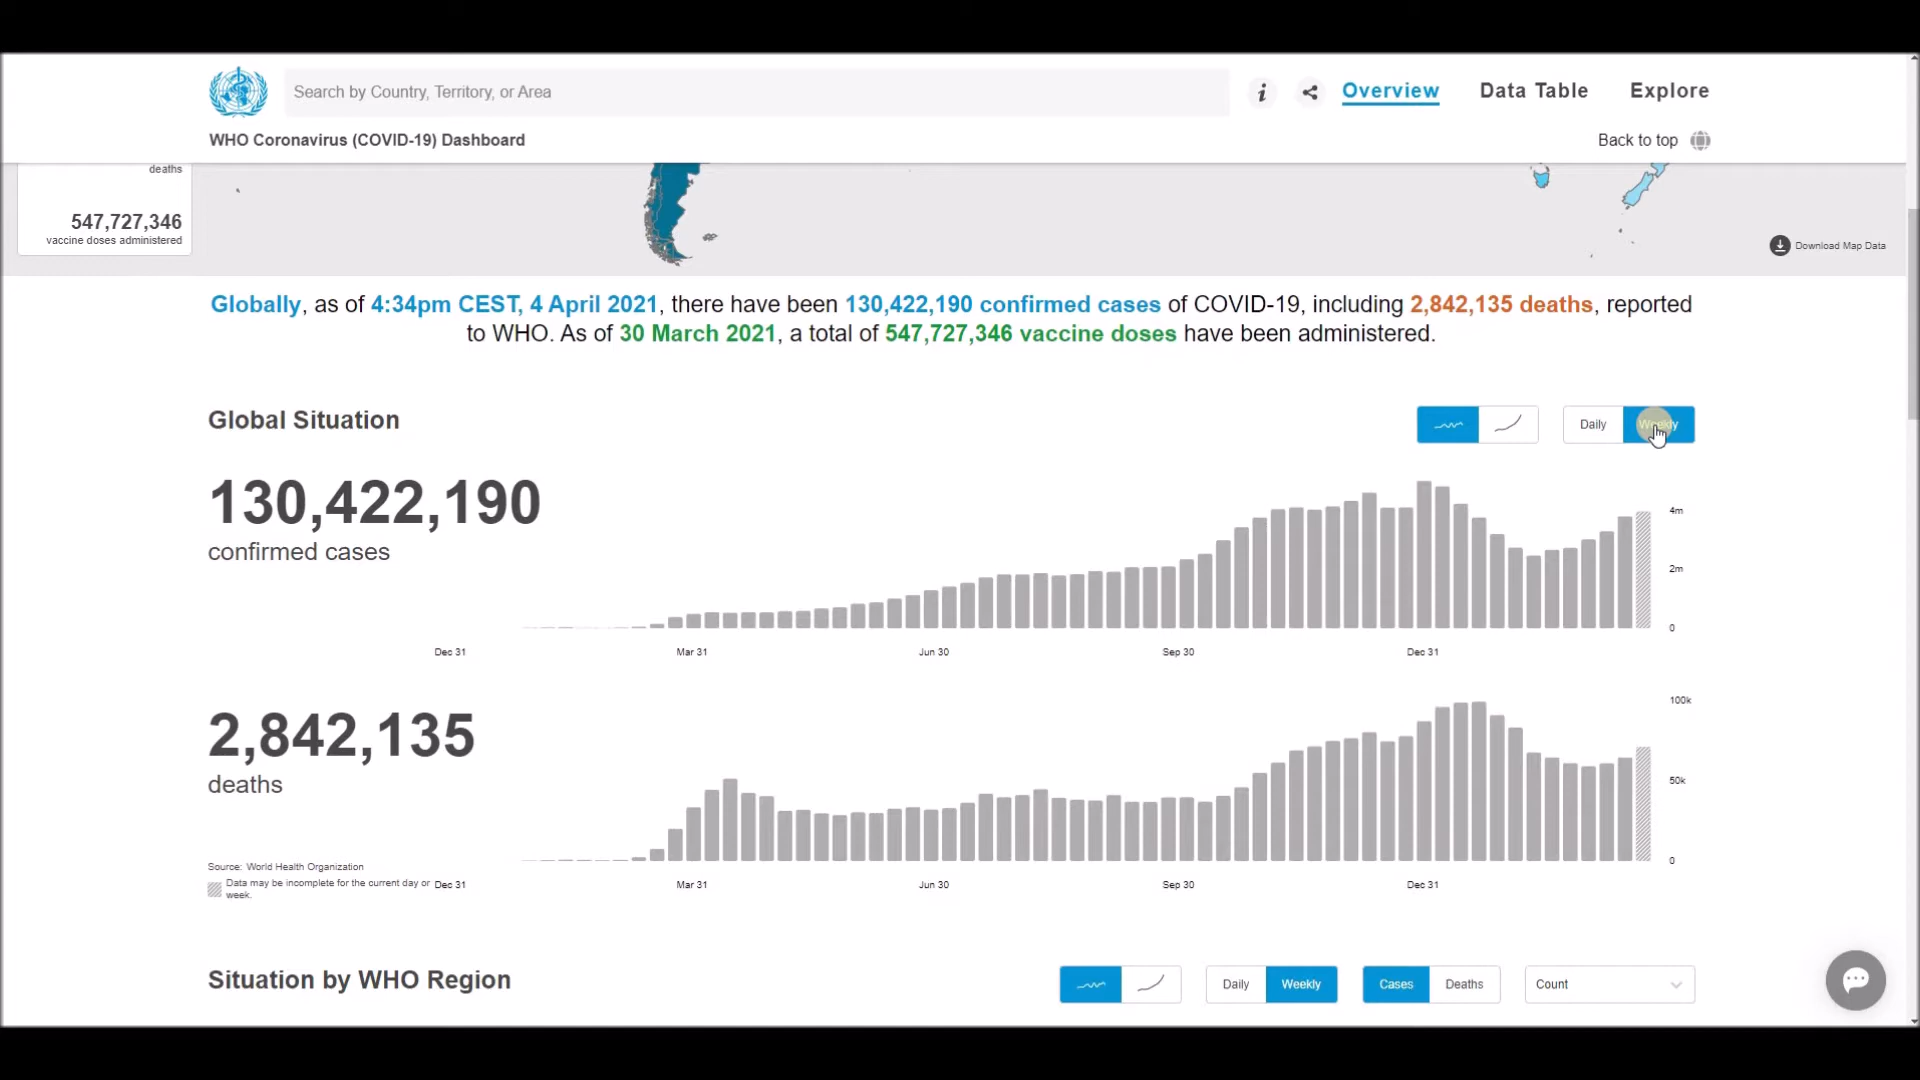 Search by Country, Territory, or Area
Overview
Data Table
Explore
WHO Coronavirus (COVID-19) Dashboard
Back to top
deaths
547,727,346
vaccine doses administered
Download Map Data
Globally, as of 4:34pm CEST, 4 April 2021, there have been 130,422,190 confirmed cases of COVID-19, including 2,842,135 deaths, reported
to WHO. As of 30 March 2021, a total of 547,727,346 vaccine doses have been administered.
Global Situation
Daily
Weekly
130,422,190
confirmed cases
4m
2m
0
Dec 31
Mar 31
Jun 30
Sep 30
Dec 31
2,842,135
deaths
100k
50k
0
Source: World Health Organization
Data may be incomplete for the current day or
week.
Dec 31
Mar 31
Jun 30
Sep 30
Dec 31
Situation by WHO Region
Daily
Weekly
Cases
Deaths
Count